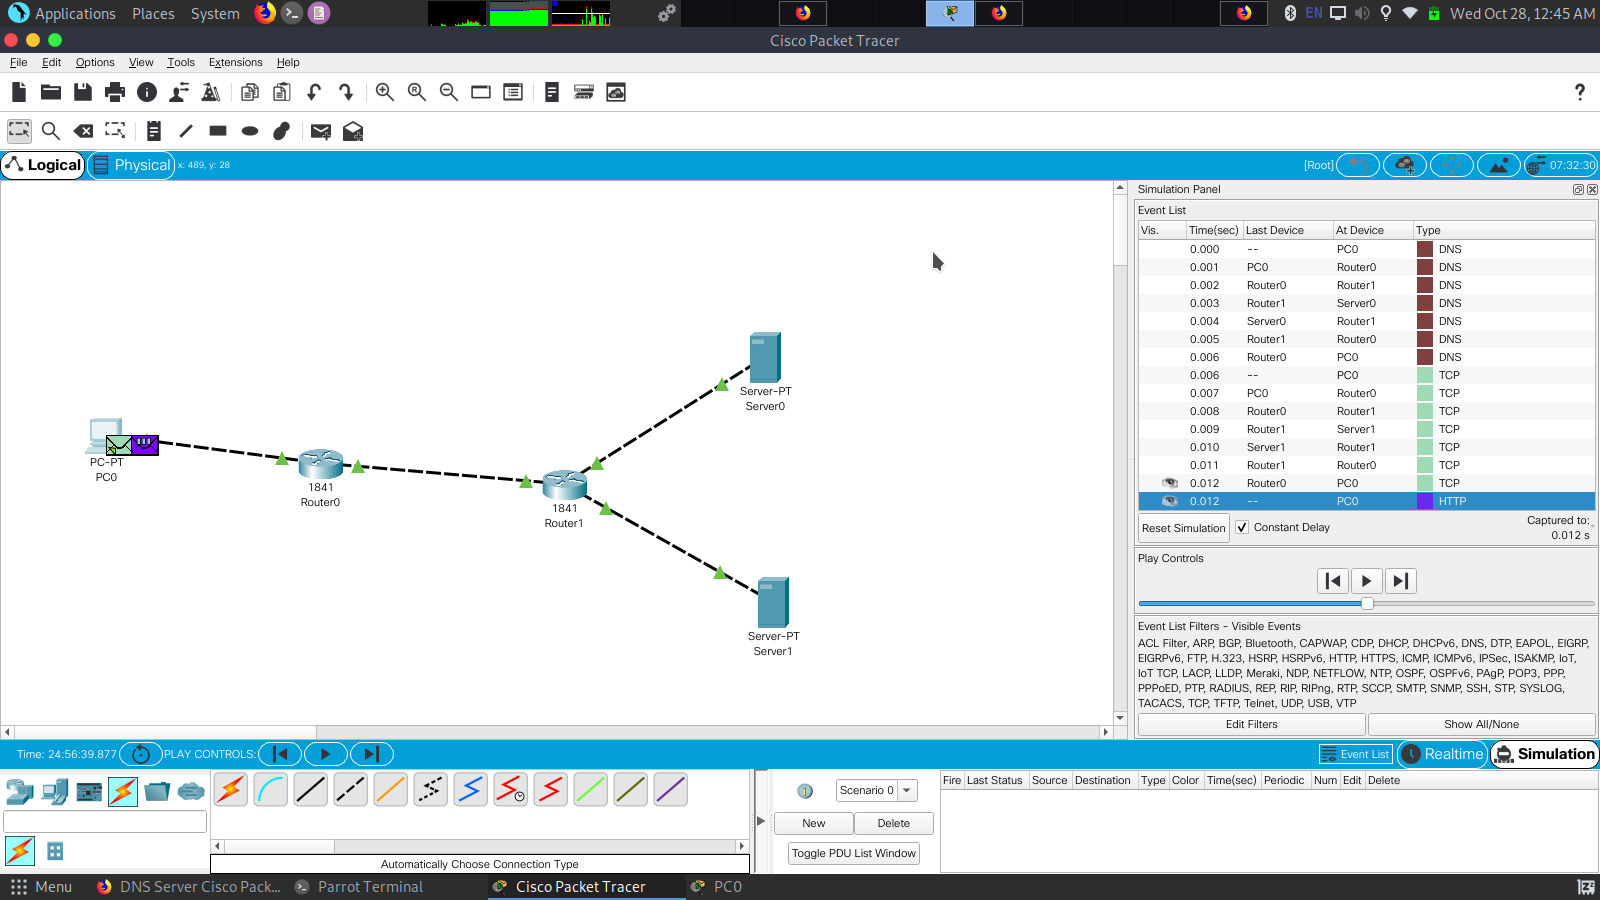 Applications Places System EN Wed Oct 28, 12:45 AM
Cisco Packet Tracer
File Edit Options View Tools Extensions Help
?
Logical Physical x: 489, y: 28 [Root] 07:32:30
Simulation Panel
Event List
Vis. Time(sec) Last Device At Device Type
0.000 -- PC0 DNS
0.001 PC0 Router0 DNS
0.002 Router0 Router1 DNS
0.003 Router1 Server0 DNS
0.004 Server0 Router1 DNS
0.005 Router1 Router0 DNS
0.006 Router0 PC0 DNS
0.006 -- PC0 TCP
0.007 PC0 Router0 TCP
0.008 Router0 Router1 TCP
0.009 Router1 Server1 TCP
0.010 Server1 Router1 TCP
0.011 Router1 Router0 TCP
0.012 Router0 PC0 TCP
0.012 -- PC0 HTTP
Reset Simulation Constant Delay Captured to:
0.012 s
Play Controls
Event List Filters - Visible Events
ACL Filter, ARP, BGP, Bluetooth, CAPWAP, CDP, DHCP, DHCPv6, DNS, DTP, EAPOL, EIGRP,
EIGRPv6, FTP, H.323, HSRP, HSRPv6, HTTP, HTTPS, ICMP, ICMPv6, IPSec, ISAKMP, IoT,
IoT TCP, LACP, LLDP, Meraki, NDP, NETFLOW, NTP, OSPF, OSPFv6, PAgP, POP3, PPP,
PPPoED, PTP, RADIUS, REP, RIP, RIPng, RTP, SCCP, SMTP, SNMP, SSH, STP, SYSLOG,
TACACS, TCP, TFTP, Telnet, UDP, USB, VTP
Edit Filters Show All/None
Server-PT
Server0
PC-PT
PC0
1841
Router0
1841
Router1
Server-PT
Server1
Time: 24:56:39.877 PLAY CONTROLS: Event List Realtime Simulation
Scenario 0
New Delete
Toggle PDU List Window
Fire Last Status Source Destination Type Color Time(sec) Periodic Num Edit Delete
Automatically Choose Connection Type
Menu DNS Server Cisco Pack... Parrot Terminal Cisco Packet Tracer PC0